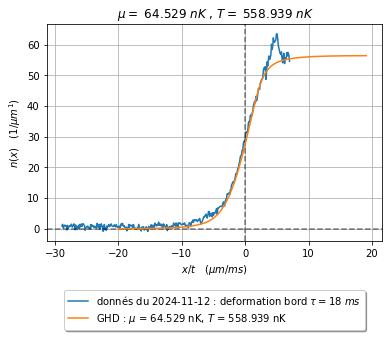 μ = 64.529 nK , T = 558.939 nK
60
50
40
30
20
10
0
n(x) (1/μm¹)
−30 −20 −10 0 10 20
x/t (μm/ms)
donnés du 2024-11-12 : deformation bord τ = 18 ms
GHD : μ = 64.529 nK, T = 558.939 nK